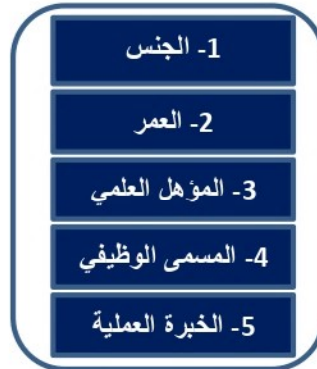 1- الجنس
2- العمر
3- المؤهل العلمي
4- المسمى الوظيفي
5- الخبرة العملية